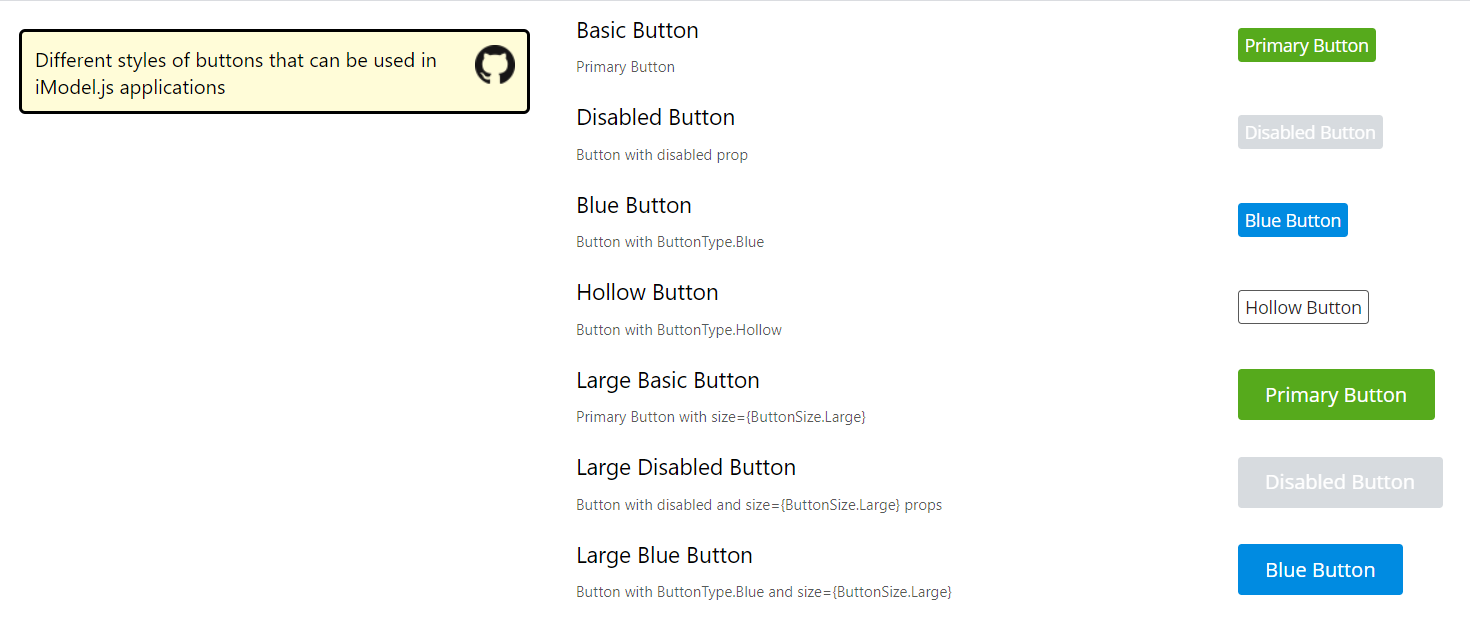 Different styles of buttons that can be used in
iModel.js applications
Basic Button
Primary Button
Primary Button
Disabled Button
Button with disabled prop
Disabled Button
Blue Button
Button with ButtonType.Blue
Blue Button
Hollow Button
Button with ButtonType.Hollow
Hollow Button
Large Basic Button
Primary Button with size={ButtonSize.Large}
Primary Button
Large Disabled Button
Button with disabled and size={ButtonSize.Large} props
Disabled Button
Large Blue Button
Button with ButtonType.Blue and size={ButtonSize.Large}
Blue Button